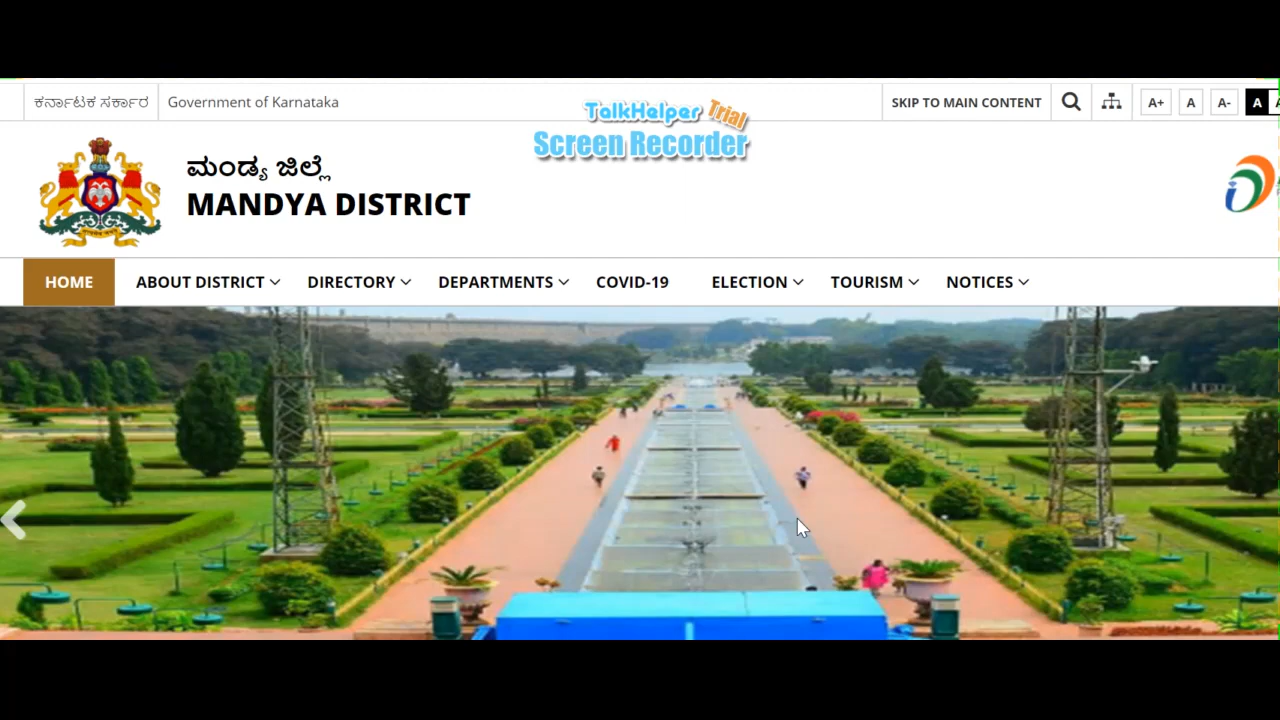 ಕರ್ನಾಟಕ ಸರ್ಕಾರ Government of Karnataka SKIP TO MAIN CONTENT A+ A A- A
TalkHelper Trial
Screen Recorder
ಮಂಡ್ಯ ಜಿಲ್ಲೆ
MANDYA DISTRICT
HOME ABOUT DISTRICT DIRECTORY DEPARTMENTS COVID-19 ELECTION TOURISM NOTICES